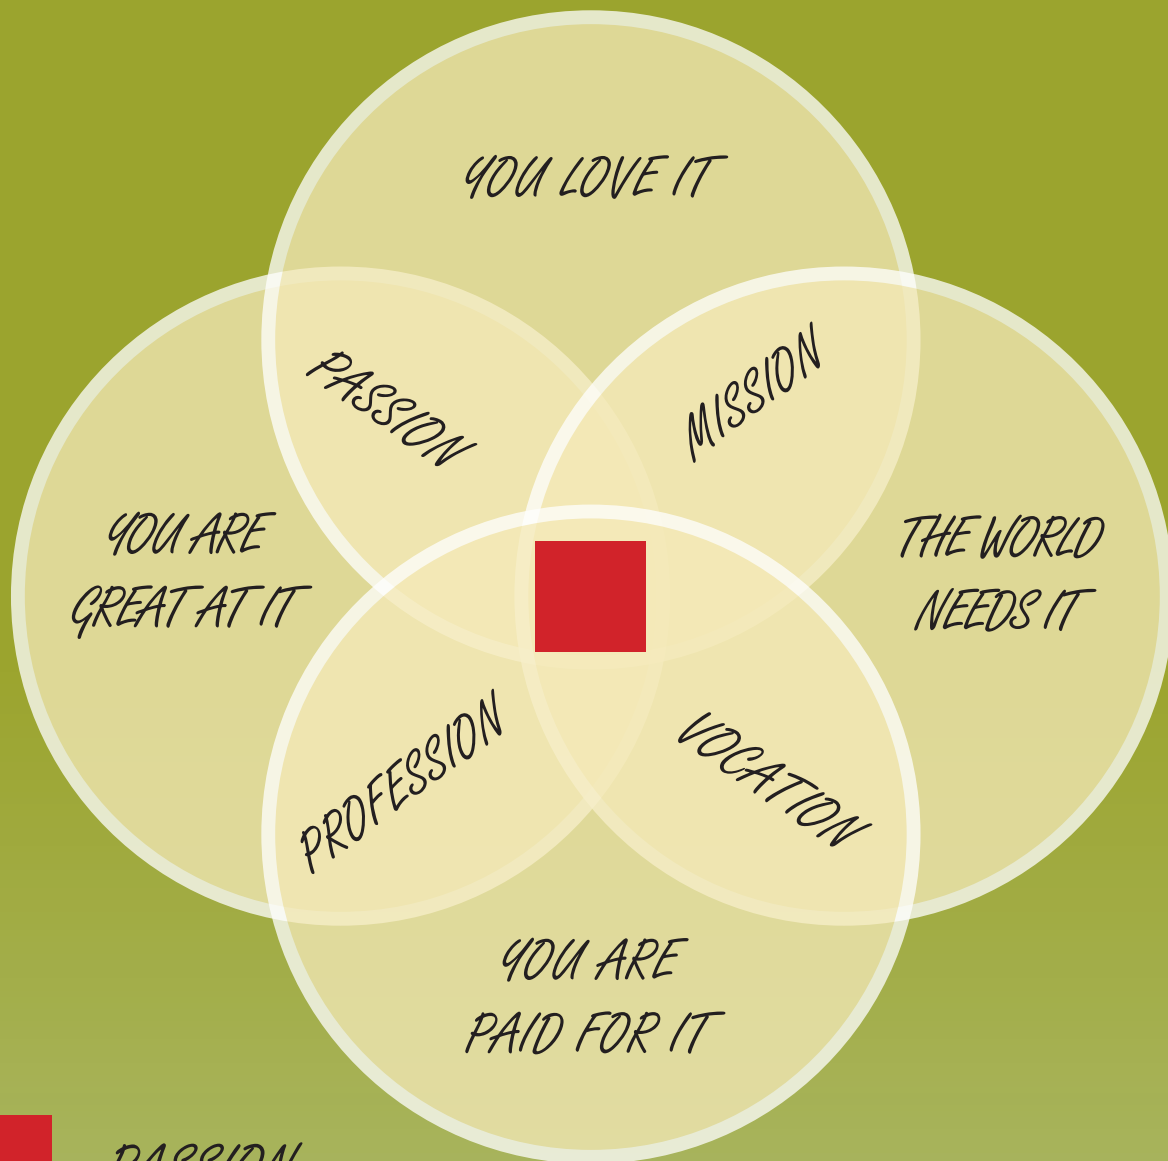 YOU LOVE IT
PASSION
MISSION
YOU ARE
GREAT AT IT
THE WORLD
NEEDS IT
PROFESSION
VOCATION
YOU ARE
PAID FOR IT
PASSION